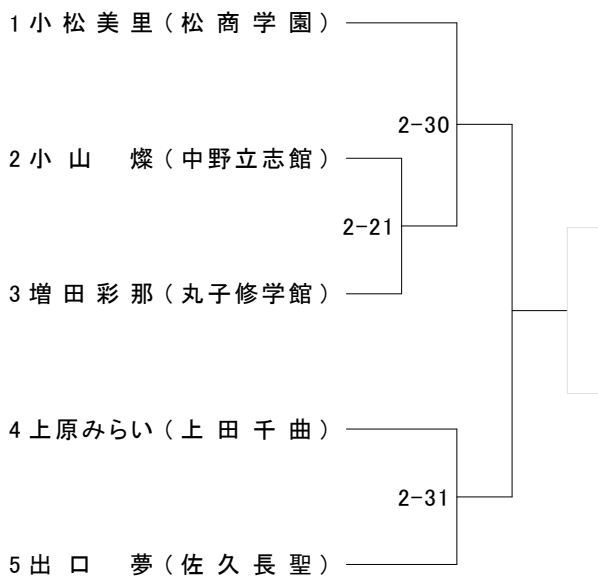 1 小松美里(松商学園)
2-30
2 小山 燦(中野立志館)
2-21
3 増田彩那(丸子修学館)
4 上原みらい(上田千曲)
2-31
5 出口 夢(佐久長聖)